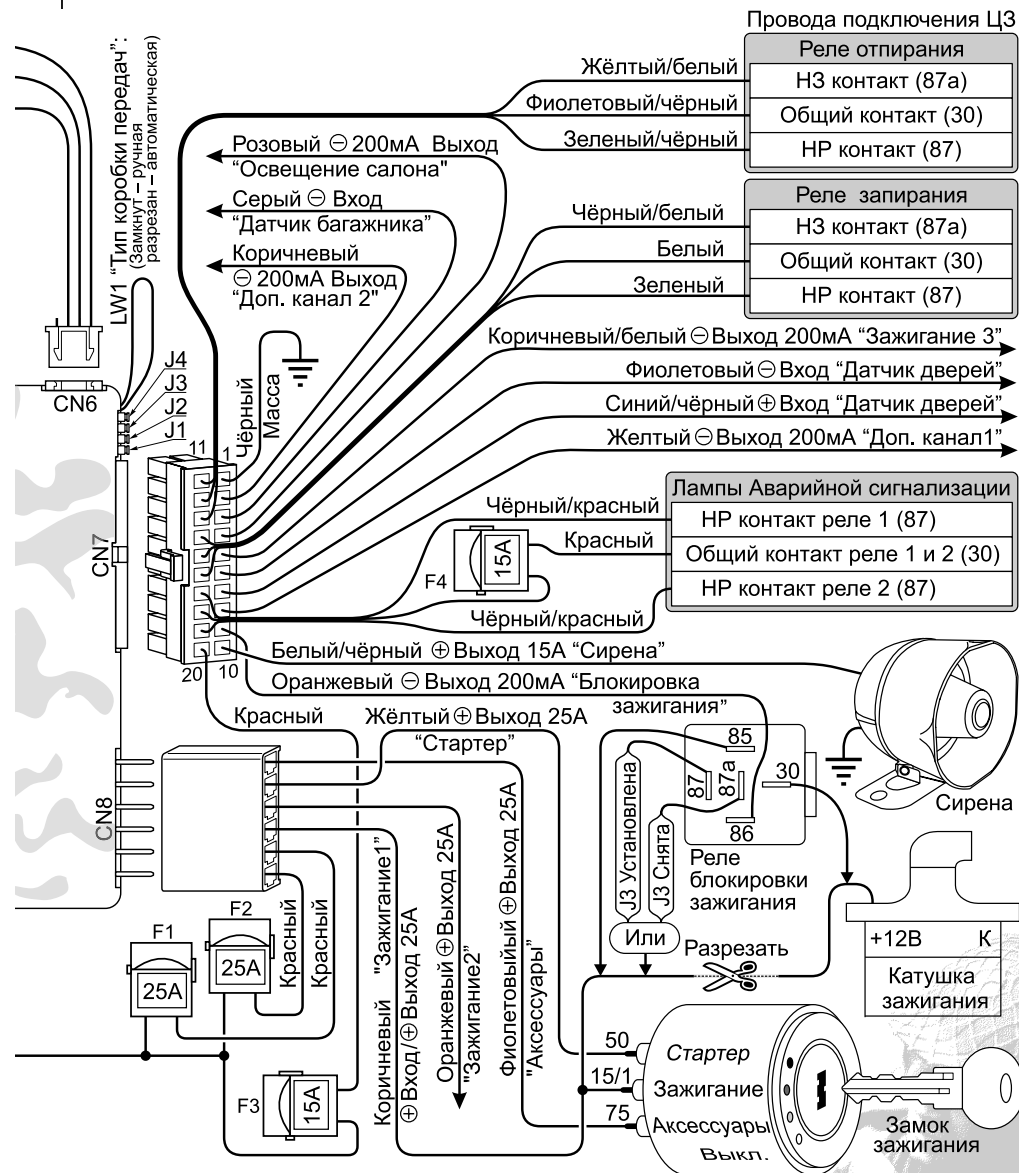 Провода подключения ЦЗ
Реле отпирания
Жёлтый/белый
НЗ контакт (87а)
Фиолетовый/чёрный
Общий контакт (30)
Зеленый/чёрный
НР контакт (87)
LW1 “Тип коробки передач”:
(Замкнут – ручная
разрезан – автоматическая)
Розовый ⊖ 200мА Выход
“Освещение салона"
Серый ⊖ Вход
“Датчик багажника”
Коричневый
⊖ 200мА Выход
“Доп. канал 2"
Реле запирания
Чёрный/белый
НЗ контакт (87а)
Белый
Общий контакт (30)
Зеленый
НР контакт (87)
Коричневый/белый ⊖ Выход 200мА “Зажигание 3”
Фиолетовый ⊖ Вход “Датчик дверей”
Синий/чёрный ⊕ Вход “Датчик дверей”
Желтый ⊖ Выход 200мА “Доп. канал1”
Чёрный
Масса
CN6
J4
J3
J2
J1
11
1
CN7
20
10
Лампы Аварийной сигнализации
Чёрный/красный
НР контакт реле 1 (87)
Красный
Общий контакт реле 1 и 2 (30)
15А
F4
НР контакт реле 2 (87)
Чёрный/красный
Белый/чёрный ⊕ Выход 15А “Сирена”
Оранжевый ⊖ Выход 200мА “Блокировка
зажигания”
Красный
Жёлтый ⊕ Выход 25А
“Стартер”
85
87
87а
30
86
J3 Установлена
J3 Снята
Или
Реле
блокировки
зажигания
Сирена
CN8
F1
25А
F2
25А
Красный
Красный
F3
15А
Коричневый "Зажигание1"
⊕ Вход/⊕ Выход 25А
Оранжевый ⊕ Выход 25А
"Зажигание2"
Фиолетовыйый ⊕ Выход 25А
"Аксессуары"
Разрезать
+12В
К
Катушка
зажигания
50
Стартер
15/1
Зажигание
75
Аксессуары
Выкл.
Замок
зажигания